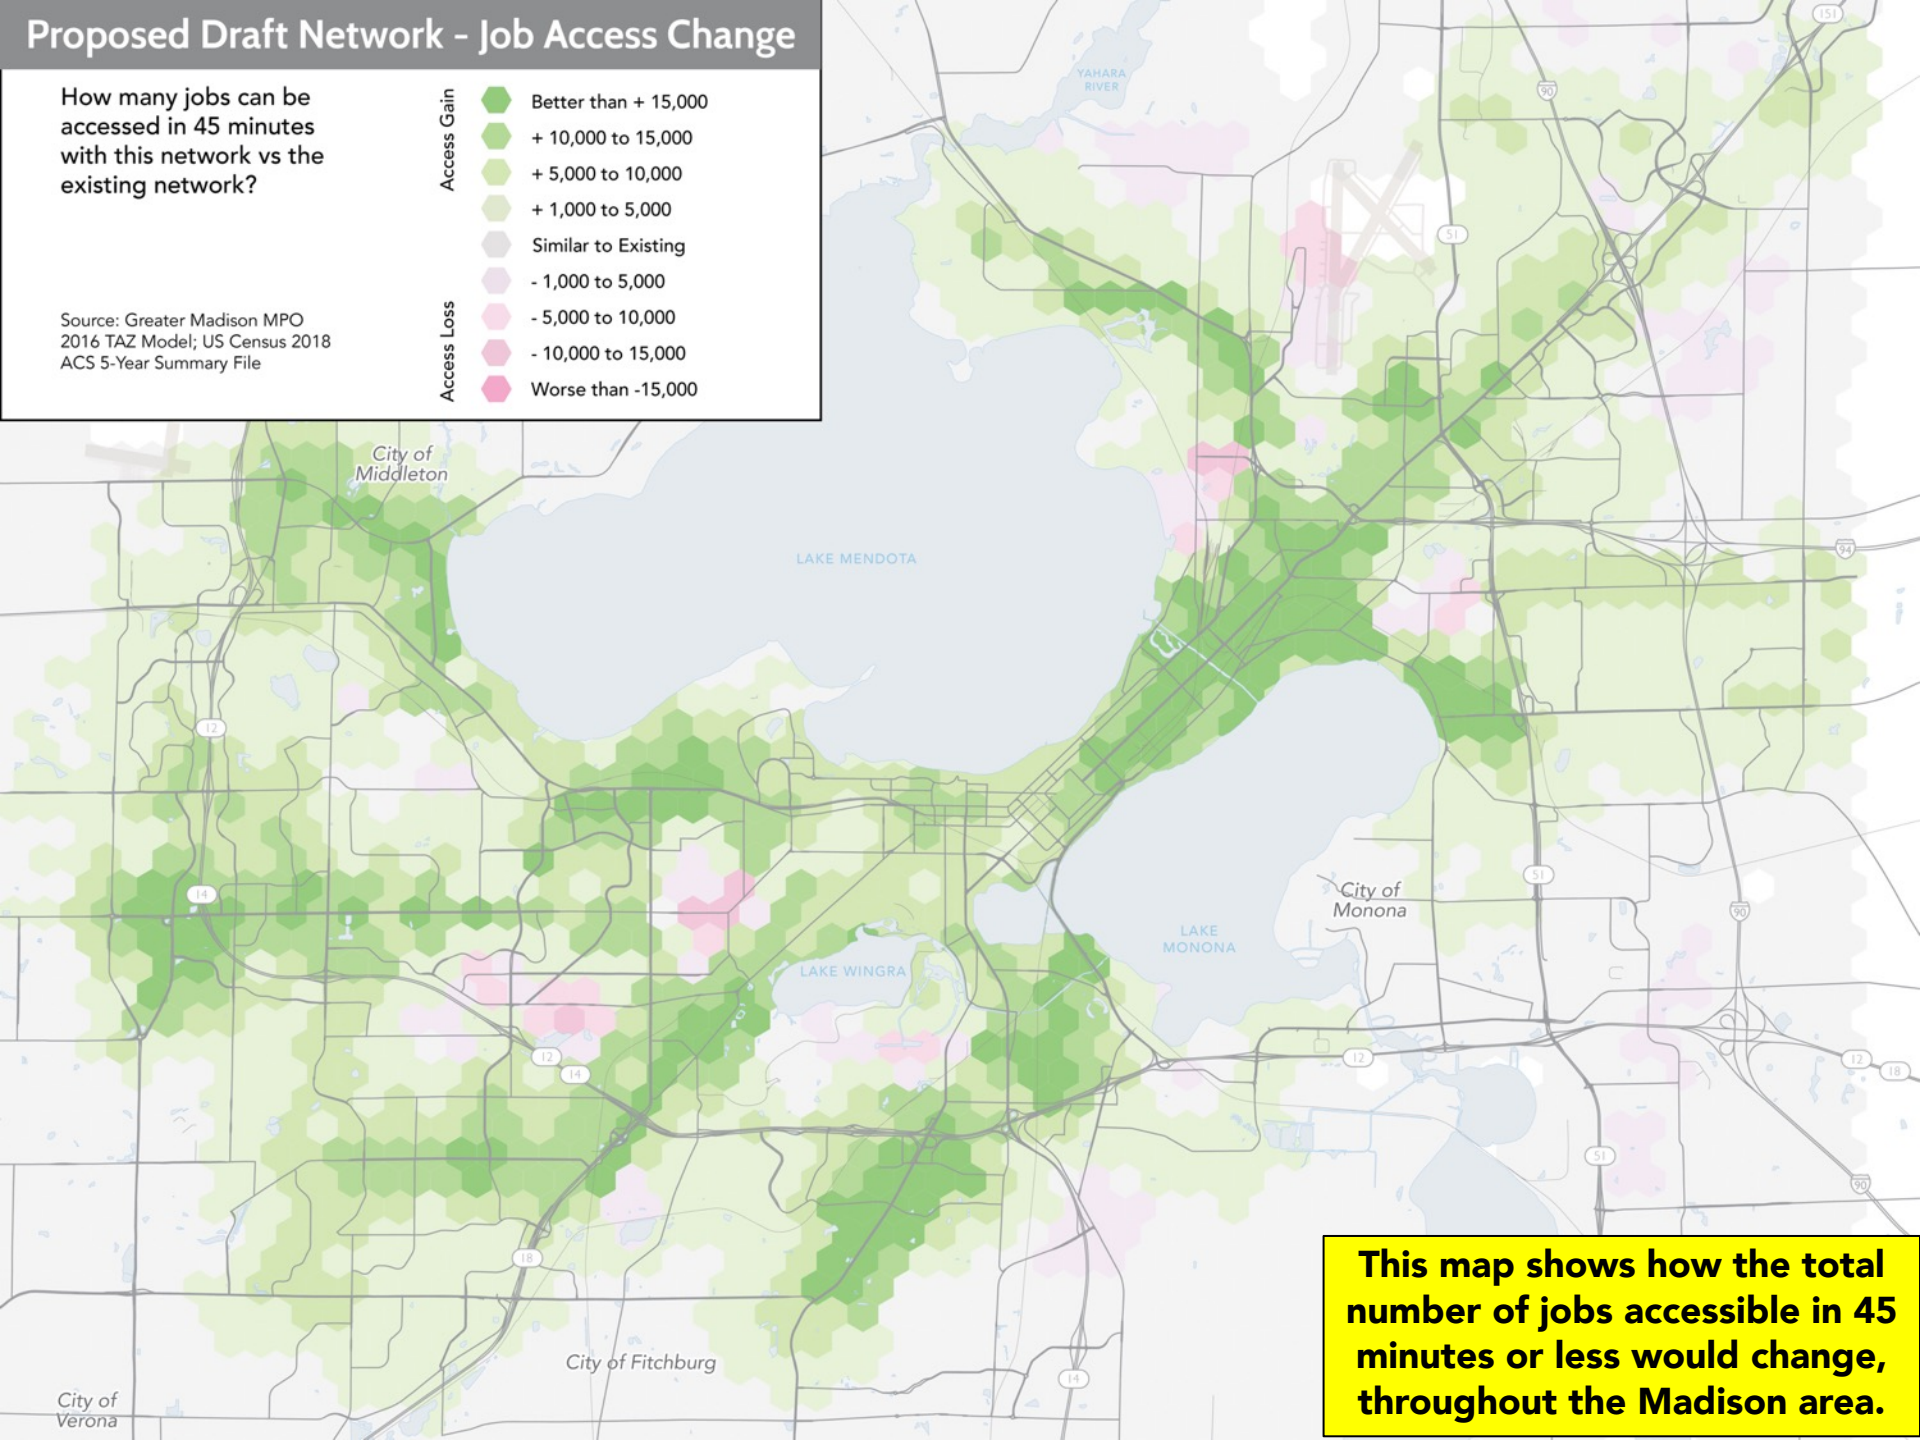 Proposed Draft Network - Job Access Change
How many jobs can be
accessed in 45 minutes
with this network vs the
existing network?
Source: Greater Madison MPO
2016 TAZ Model; US Census 2018
ACS 5-Year Summary File
Access Gain
Better than + 15,000
+ 10,000 to 15,000
+ 5,000 to 10,000
+ 1,000 to 5,000
Similar to Existing
- 1,000 to 5,000
- 5,000 to 10,000
- 10,000 to 15,000
Worse than -15,000
Access Loss
YAHARA
RIVER
151
90
51
City of
Middleton
LAKE MENDOTA
94
12
14
City of
Monona
51
90
LAKE
MONONA
LAKE WINGRA
12
14
12
12
18
51
90
18
City of Fitchburg
14
City of
Verona
This map shows how the total
number of jobs accessible in 45
minutes or less would change,
throughout the Madison area.